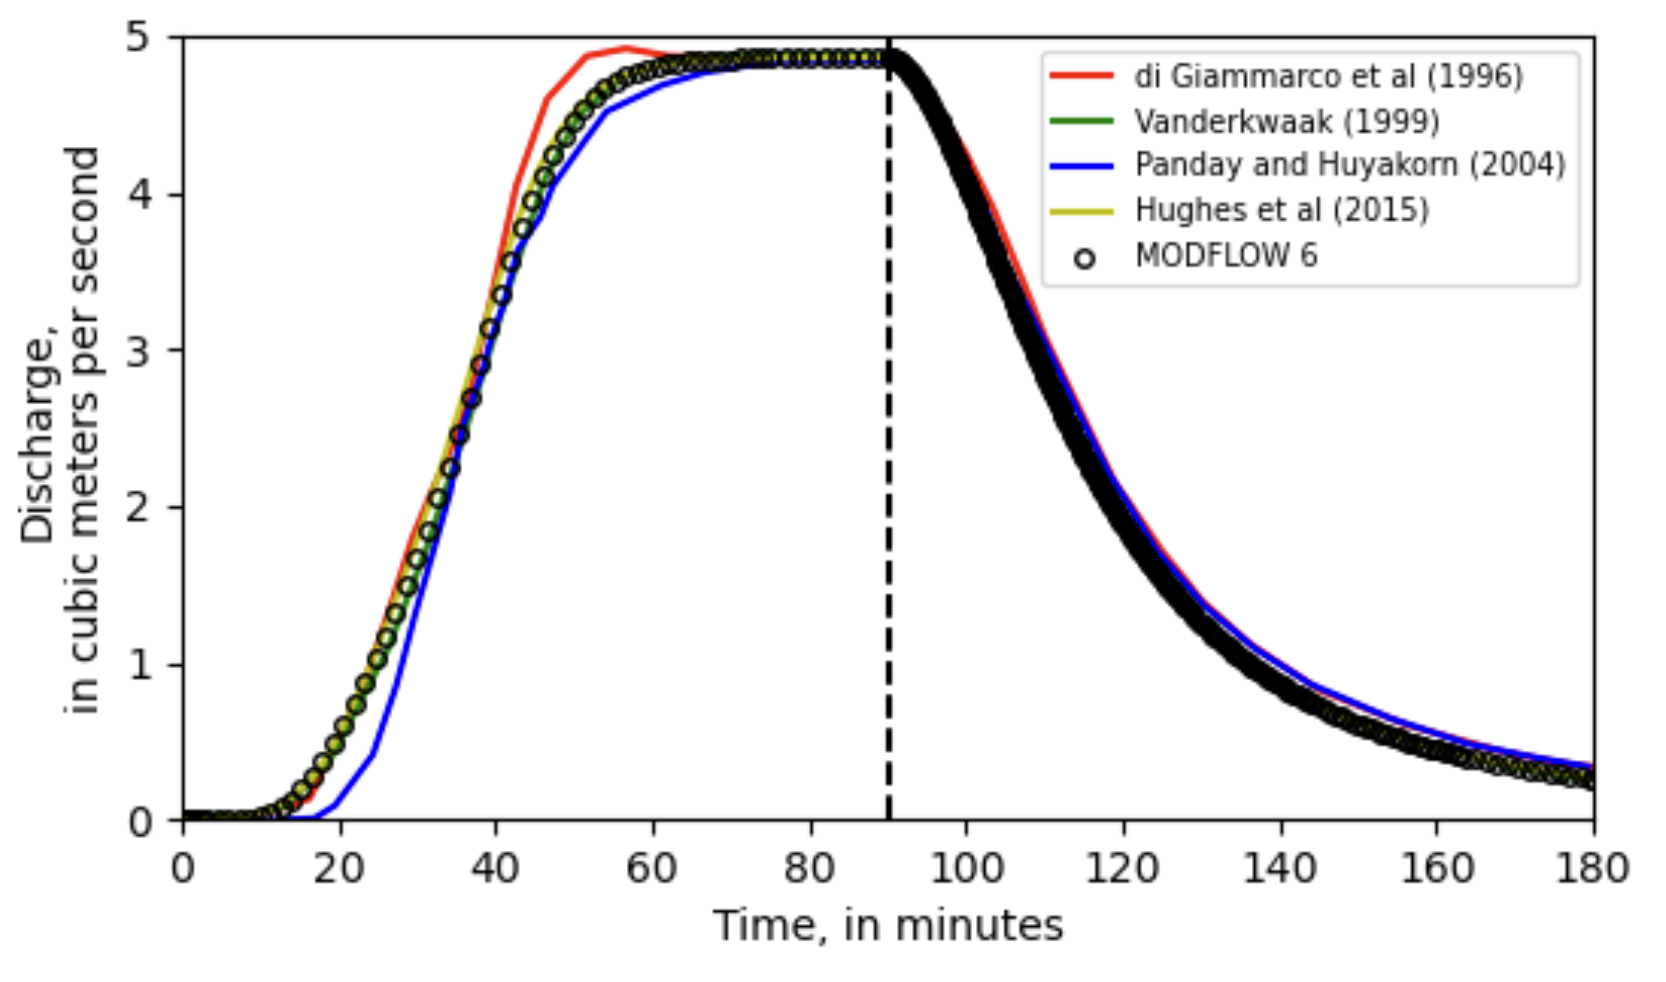 Discharge,
in cubic meters per second
5
4
3
2
1
0
di Giammarco et al (1996)
Vanderkwaak (1999)
Panday and Huyakorn (2004)
Hughes et al (2015)
MODFLOW 6
0 20 40 60 80 100 120 140 160 180
Time, in minutes